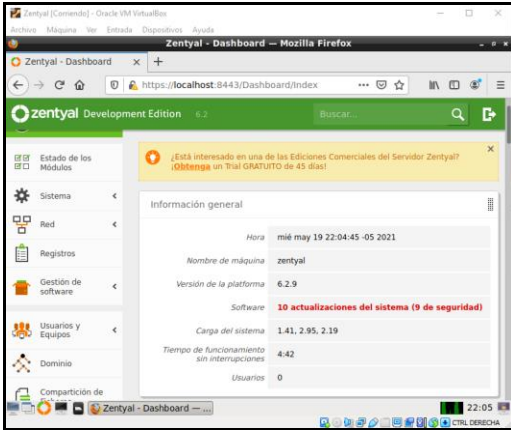 Zentyal [Corriendo] - Oracle VM VirtualBox
Archivo Máquina Ver Entrada Dispositivos Ayuda
Zentyal - Dashboard — Mozilla Firefox
Zentyal - Dashboard
https://localhost:8443/Dashboard/Index
zentyal Development Edition 6.2
Buscar...
¿Está interesado en una de las Ediciones Comerciales del Servidor Zentyal?
¡Obtenga un Trial GRATUITO de 45 días!
Estado de los
Módulos
Sistema
Red
Registros
Gestión de
software
Usuarios y
Equipos
Dominio
Compartición de
Información general
Hora mié may 19 22:04:45 -05 2021
Nombre de máquina zentyal
Versión de la plataforma 6.2.9
Software 10 actualizaciones del sistema (9 de seguridad)
Carga del sistema 1.41, 2.95, 2.19
Tiempo de funcionamiento
sin interrupciones 4:42
Usuarios 0
Zentyal - Dashboard — ...
22:05
CTRL DERECHA